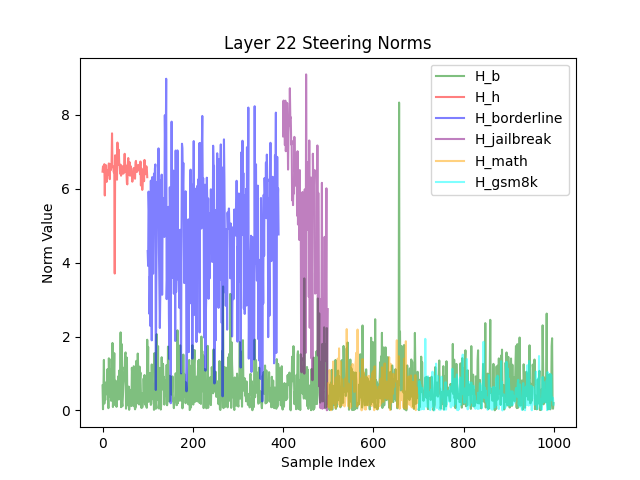 Layer 22 Steering Norms
H_b
H_h
H_borderline
H_jailbreak
H_math
H_gsm8k
Norm Value
8
6
4
2
0
0 200 400 600 800 1000
Sample Index